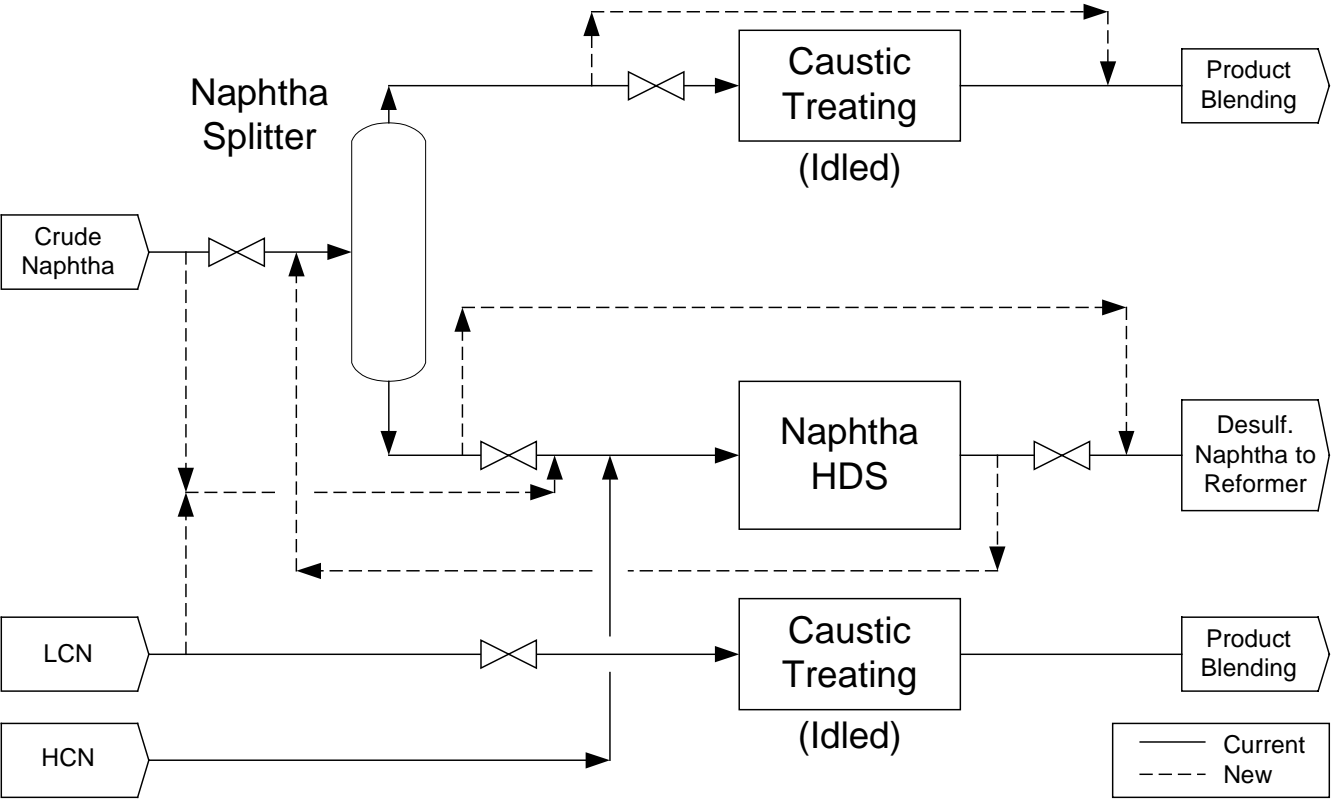 Caustic
Treating
(Idled)
Product
Blending
Naphtha
Splitter
Crude
Naphtha
Naphtha
HDS
Desulf.
Naphtha to
Reformer
LCN
Caustic
Treating
(Idled)
Product
Blending
HCN
Current
New